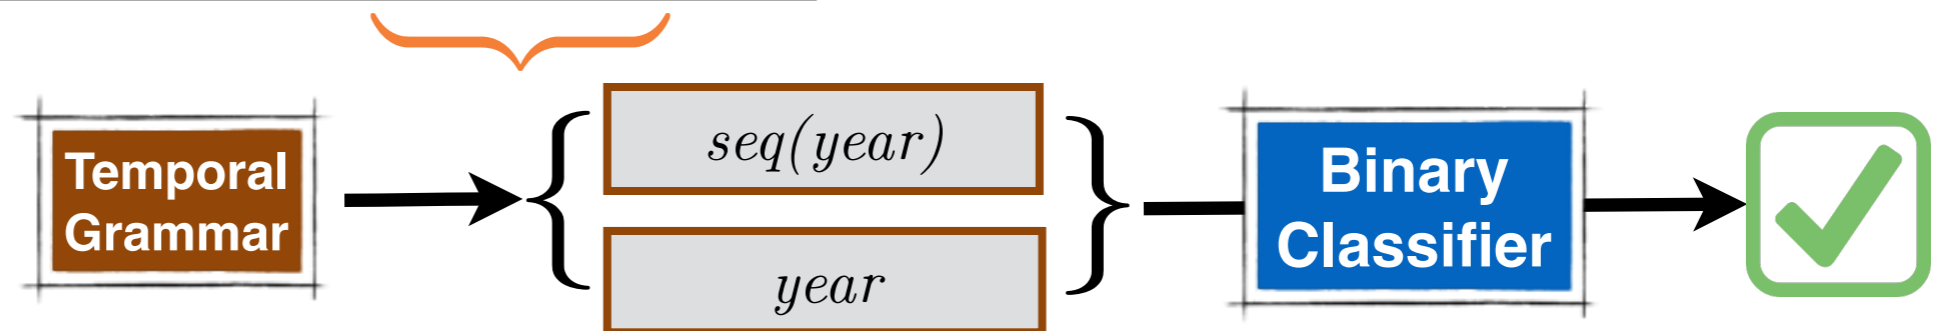 Temporal
Grammar
seq(year)
year
Binary
Classifier